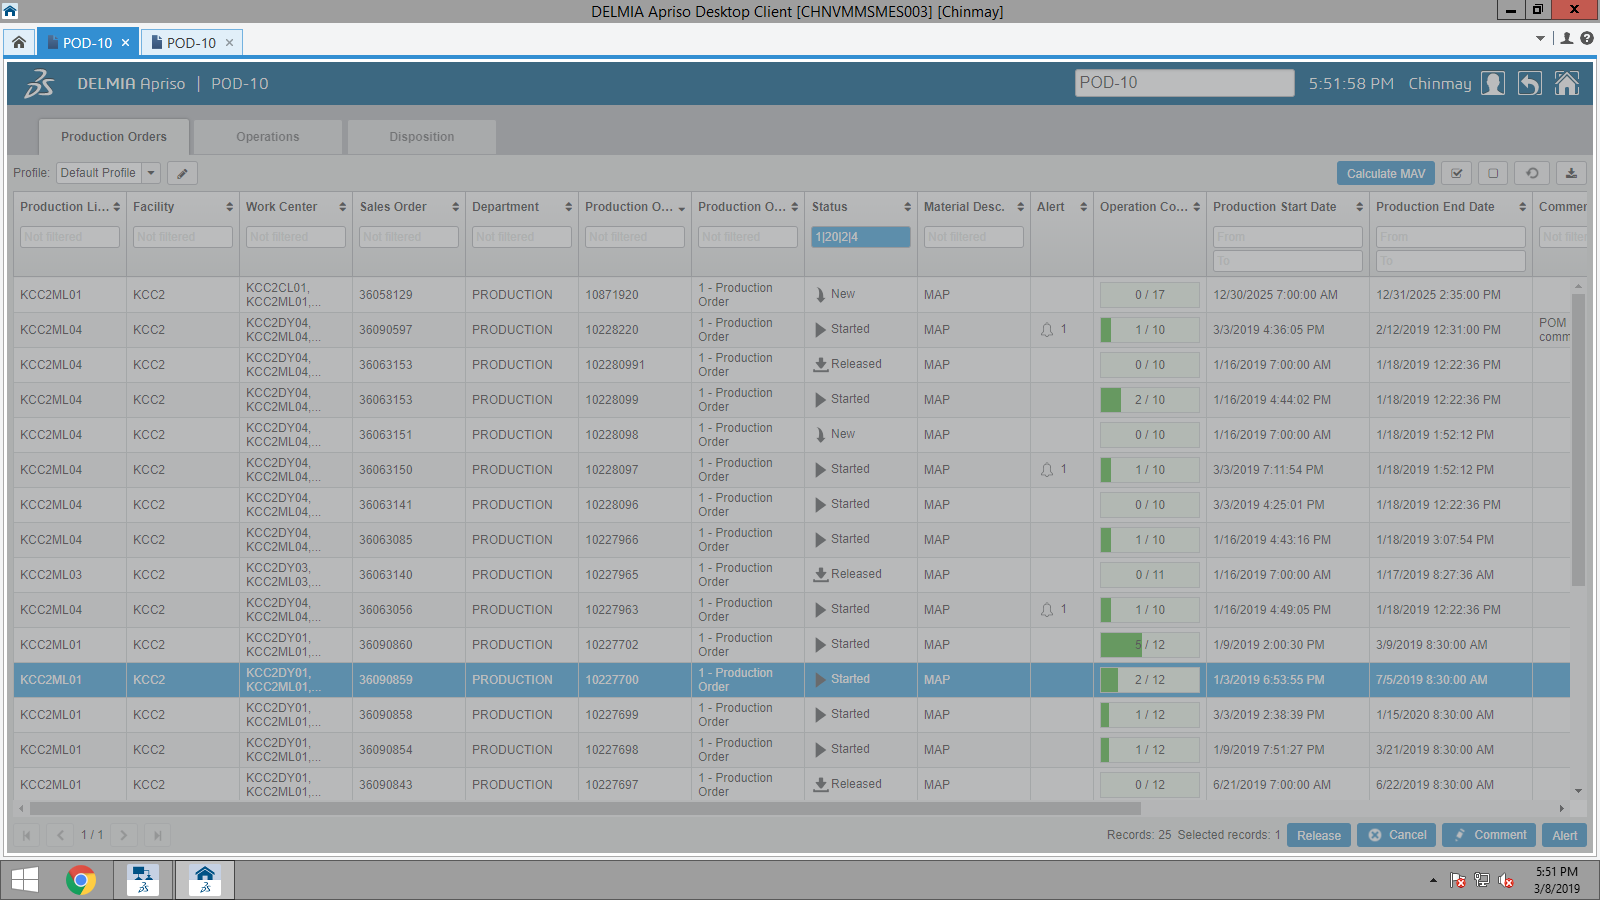 DELMIA Apriso Desktop Client [CHNVMMSMES003] [Chinmay]
POD-10 × POD-10 ×
DELMIA Apriso | POD-10 POD-10 5:51:58 PM Chinmay
Production Orders Operations Disposition
Profile: Default Profile Calculate MAV
Production Li... Facility Work Center Sales Order Department Production O... Production O... Status Material Desc. Alert Operation Co... Production Start Date Production End Date Commer
Not filtered Not filtered Not filtered Not filtered Not filtered Not filtered Not filtered 1|20|2|4 Not filtered From From Not filte
To To
KCC2ML01 KCC2 KCC2CL01, KCC2ML01,... 36058129 PRODUCTION 10871920 1 - Production Order New MAP 0 / 17 12/30/2025 7:00:00 AM 12/31/2025 2:35:00 PM
KCC2ML04 KCC2 KCC2DY04, KCC2ML04,... 36090597 PRODUCTION 10228220 1 - Production Order Started MAP 1 1 / 10 3/3/2019 4:36:05 PM 2/12/2019 12:31:00 PM POM comm
KCC2ML04 KCC2 KCC2DY04, KCC2ML04,... 36063153 PRODUCTION 102280991 1 - Production Order Released MAP 0 / 10 1/16/2019 7:00:00 AM 1/18/2019 12:22:36 PM
KCC2ML04 KCC2 KCC2DY04, KCC2ML04,... 36063153 PRODUCTION 10228099 1 - Production Order Started MAP 2 / 10 1/16/2019 4:44:02 PM 1/18/2019 12:22:36 PM
KCC2ML04 KCC2 KCC2DY04, KCC2ML04,... 36063151 PRODUCTION 10228098 1 - Production Order New MAP 0 / 10 1/16/2019 7:00:00 AM 1/18/2019 1:52:12 PM
KCC2ML04 KCC2 KCC2DY04, KCC2ML04,... 36063150 PRODUCTION 10228097 1 - Production Order Started MAP 1 1 / 10 3/3/2019 7:11:54 PM 1/18/2019 1:52:12 PM
KCC2ML04 KCC2 KCC2DY04, KCC2ML04,... 36063141 PRODUCTION 10228096 1 - Production Order Started MAP 0 / 10 3/3/2019 4:25:01 PM 1/18/2019 12:22:36 PM
KCC2ML04 KCC2 KCC2DY04, KCC2ML04,... 36063085 PRODUCTION 10227966 1 - Production Order Started MAP 1 / 10 1/16/2019 4:43:16 PM 1/18/2019 3:07:54 PM
KCC2ML03 KCC2 KCC2DY03, KCC2ML03,... 36063140 PRODUCTION 10227965 1 - Production Order Released MAP 0 / 11 1/16/2019 7:00:00 AM 1/17/2019 8:27:36 AM
KCC2ML04 KCC2 KCC2DY04, KCC2ML04,... 36063056 PRODUCTION 10227963 1 - Production Order Started MAP 1 1 / 10 1/16/2019 4:49:05 PM 1/18/2019 12:22:36 PM
KCC2ML01 KCC2 KCC2DY01, KCC2ML01,... 36090860 PRODUCTION 10227702 1 - Production Order Started MAP 5 / 12 1/9/2019 2:00:30 PM 3/9/2019 8:30:00 AM
KCC2ML01 KCC2 KCC2DY01, KCC2ML01,... 36090859 PRODUCTION 10227700 1 - Production Order Started MAP 2 / 12 1/3/2019 6:53:55 PM 7/5/2019 8:30:00 AM
KCC2ML01 KCC2 KCC2DY01, KCC2ML01,... 36090858 PRODUCTION 10227699 1 - Production Order Started MAP 1 / 12 3/3/2019 2:38:39 PM 1/15/2020 8:30:00 AM
KCC2ML01 KCC2 KCC2DY01, KCC2ML01,... 36090854 PRODUCTION 10227698 1 - Production Order Started MAP 1 / 12 1/9/2019 7:51:27 PM 3/21/2019 8:30:00 AM
KCC2ML01 KCC2 KCC2DY01, KCC2ML01,... 36090843 PRODUCTION 10227697 1 - Production Order Released MAP 0 / 12 6/21/2019 7:00:00 AM 6/22/2019 8:30:00 AM
1 / 1 Records: 25 Selected records: 1 Release Cancel Comment Alert
5:51 PM
3/8/2019